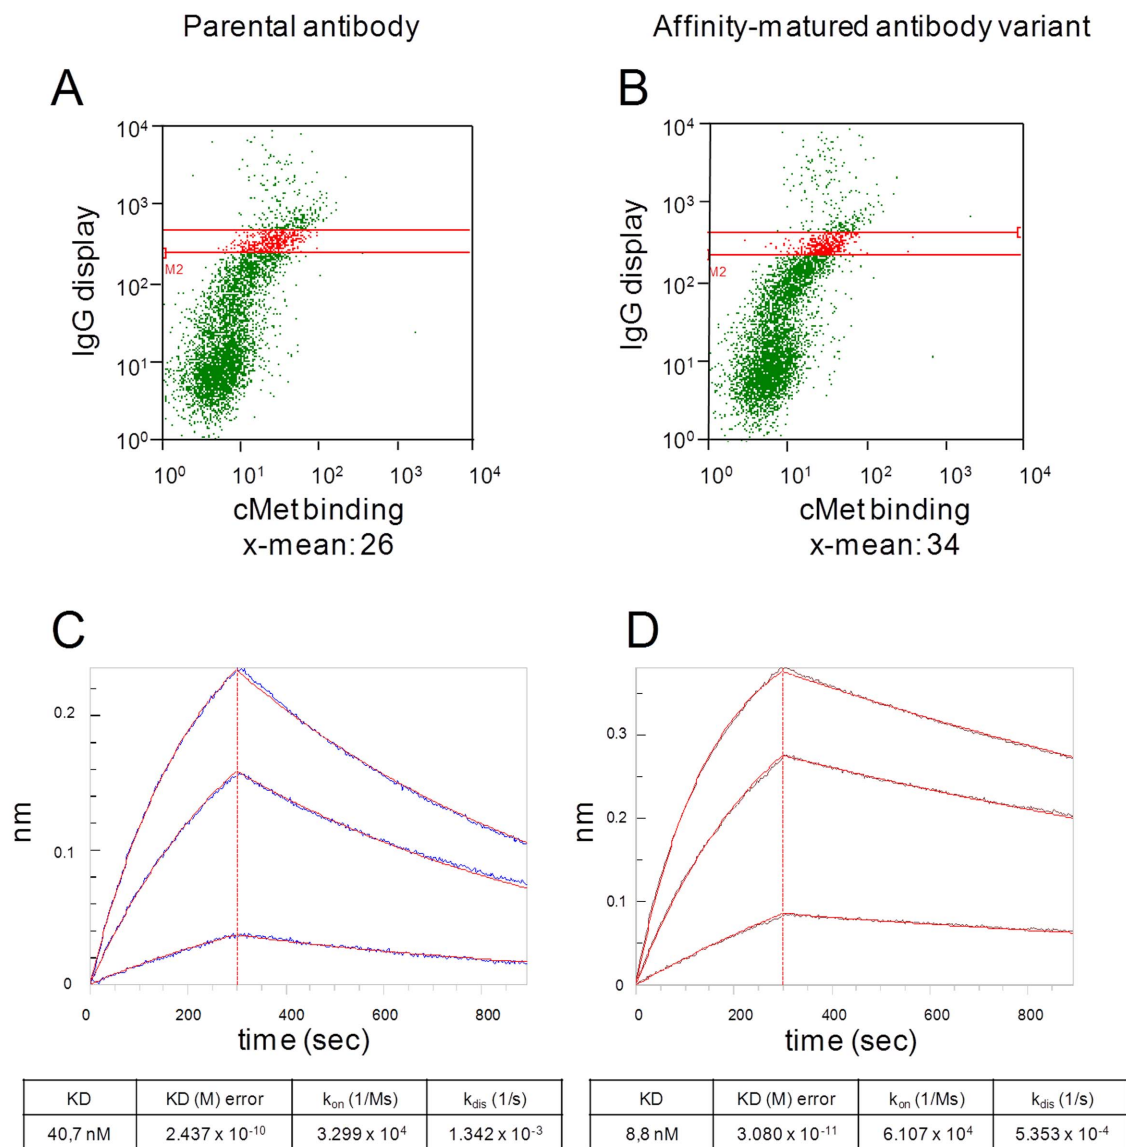 Parental antibody
Affinity-matured antibody variant
A
B
10⁴
10³
10²
10¹
10⁰
IgG display
M2
10⁰ 10¹ 10² 10³ 10⁴
cMet binding
x-mean: 26
10⁴
10³
10²
10¹
10⁰
IgG display
M2
10⁰ 10¹ 10² 10³ 10⁴
cMet binding
x-mean: 34
C
D
0.2
0.1
0
nm
0 200 400 600 800
time (sec)
0.3
0.2
0.1
0
nm
0 200 400 600 800
time (sec)
KD KD (M) error kon (1/Ms) kdis (1/s)
40,7 nM 2.437 x 10⁻¹⁰ 3.299 x 10⁴ 1.342 x 10⁻³
KD KD (M) error kon (1/Ms) kdis (1/s)
8,8 nM 3.080 x 10⁻¹¹ 6.107 x 10⁴ 5.353 x 10⁻⁴